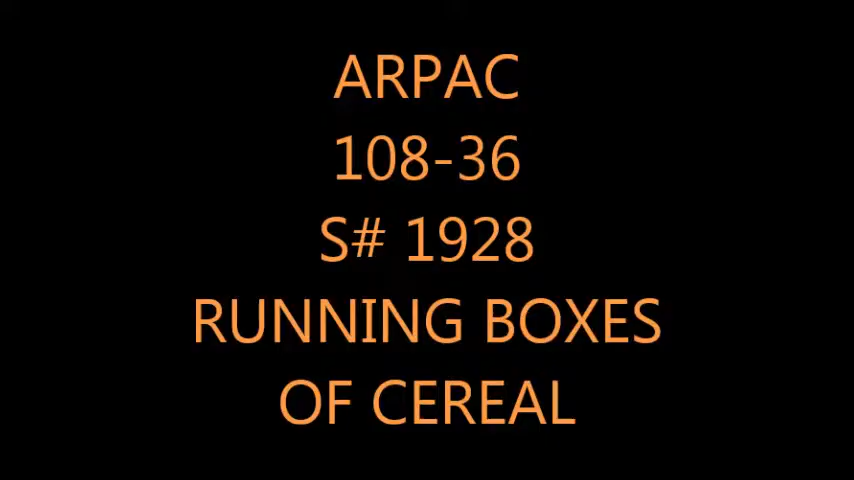 ARPAC
108-36
S# 1928
RUNNING BOXES
OF CEREAL